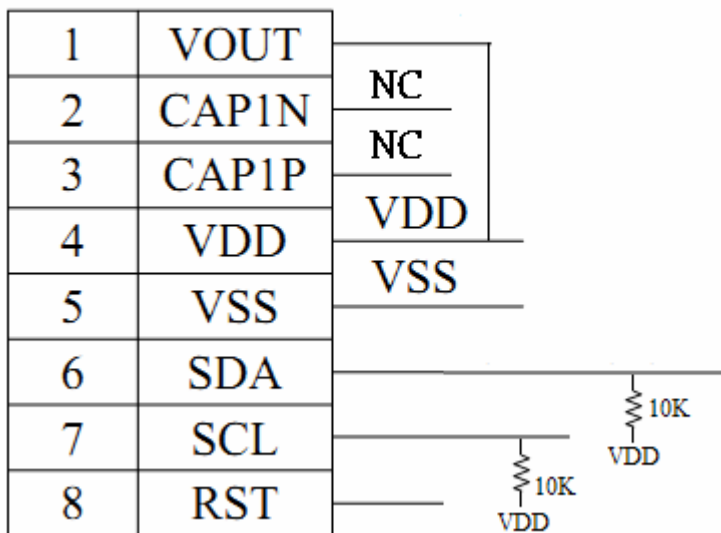 1 VOUT
NC
2 CAP1N
NC
3 CAP1P
VDD
4 VDD
VSS
5 VSS
6 SDA
10K
7 SCL
VDD
10K
8 RST
VDD